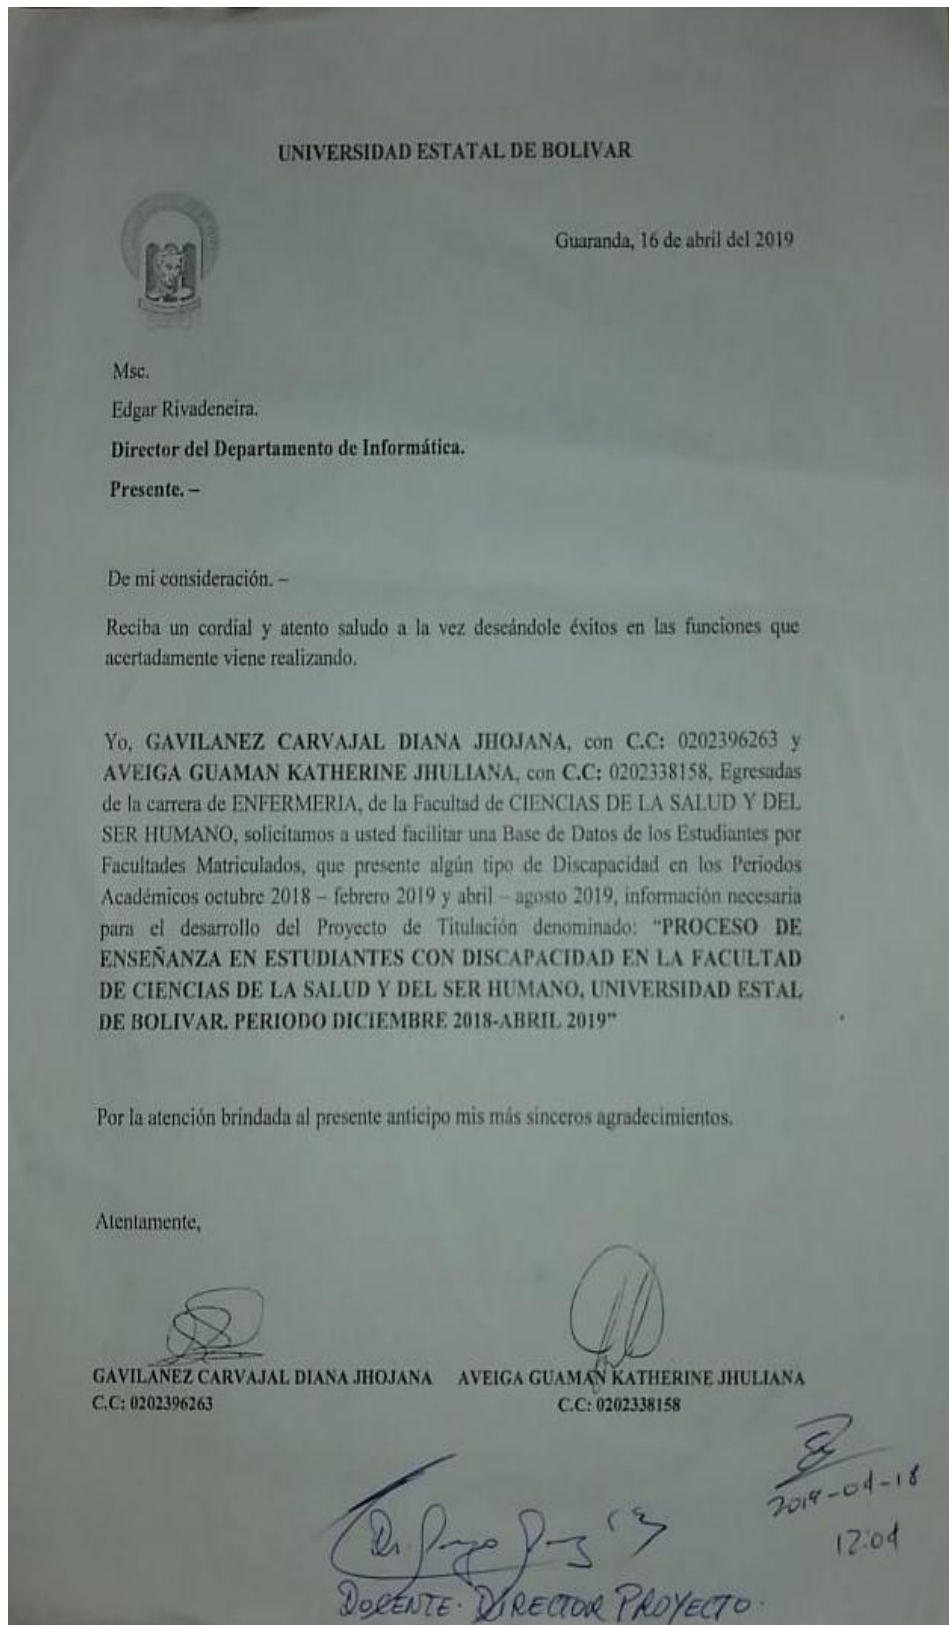 UNIVERSIDAD ESTATAL DE BOLIVAR
Guaranda, 16 de abril del 2019
Msc.
Edgar Rivadeneira.
Director del Departamento de Informática.
Presente. –
De mi consideración. –
Reciba un cordial y atento saludo a la vez deseándole éxitos en las funciones que
acertadamente viene realizando.
Yo, GAVILANEZ CARVAJAL DIANA JHOJANA, con C.C: 0202396263 y
AVEIGA GUAMAN KATHERINE JHULIANA, con C.C: 0202338158, Egresadas
de la carrera de ENFERMERIA, de la Facultad de CIENCIAS DE LA SALUD Y DEL
SER HUMANO, solicitamos a usted facilitar una Base de Datos de los Estudiantes por
Facultades Matriculados, que presente algún tipo de Discapacidad en los Periodos
Académicos octubre 2018 – febrero 2019 y abril – agosto 2019, información necesaria
para el desarrollo del Proyecto de Titulación denominado: “PROCESO DE
ENSEÑANZA EN ESTUDIANTES CON DISCAPACIDAD EN LA FACULTAD
DE CIENCIAS DE LA SALUD Y DEL SER HUMANO, UNIVERSIDAD ESTAL
DE BOLIVAR. PERIODO DICIEMBRE 2018-ABRIL 2019”
Por la atención brindada al presente anticipo mis más sinceros agradecimientos.
Atentamente,
GAVILANEZ CARVAJAL DIANA JHOJANA AVEIGA GUAMAN KATHERINE JHULIANA
C.C: 0202396263 C.C: 0202338158
2019-04-18
12:04
Dr.
DOCENTE. DIRECTOR PROYECTO.